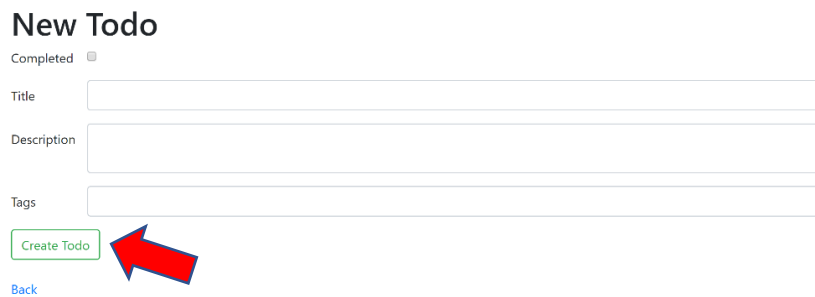 New Todo
Completed
Title
Description
Tags
Create Todo
Back